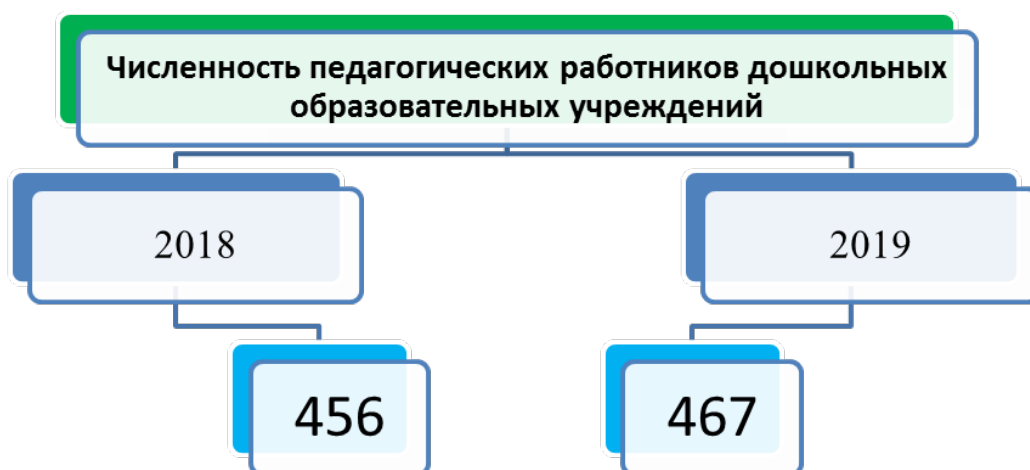 Численность педагогических работников дошкольных
образовательных учреждений
2018
2019
456
467